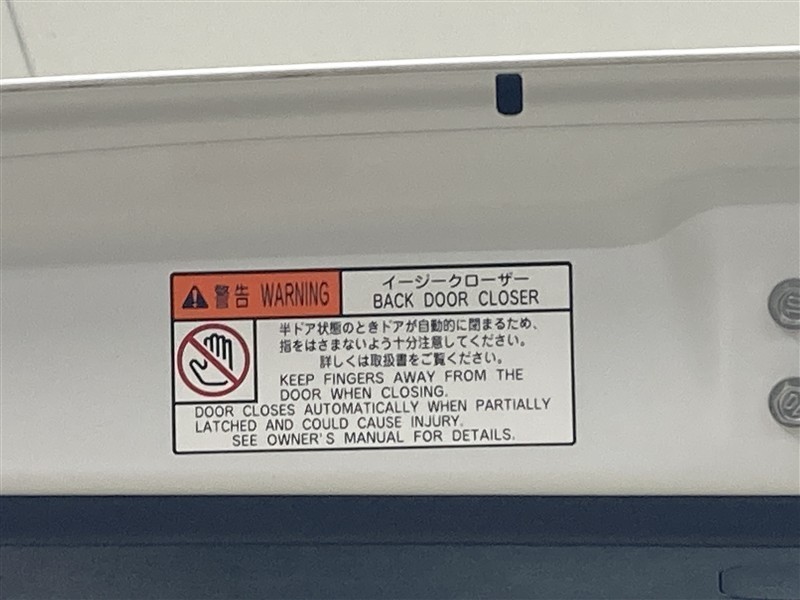 警告 WARNING
イージークローザー
BACK DOOR CLOSER
半ドア状態のときドアが自動的に閉まるため、
指をはさまないよう十分注意してください。
詳しくは取扱書をご覧ください。
KEEP FINGERS AWAY FROM THE
DOOR WHEN CLOSING.
DOOR CLOSES AUTOMATICALLY WHEN PARTIALLY
LATCHED AND COULD CAUSE INJURY.
SEE OWNER'S MANUAL FOR DETAILS.